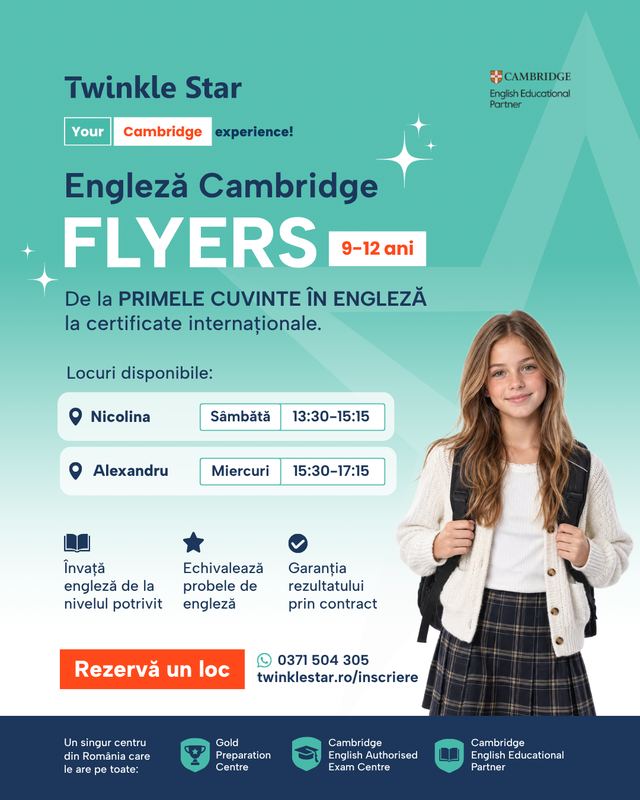 Twinkle Star
CAMBRIDGE
English Educational
Partner
Your Cambridge experience!
Engleză Cambridge
FLYERS 9-12 ani
De la PRIMELE CUVINTE ÎN ENGLEZĂ
la certificate internaționale.
Locuri disponibile:
Nicolina Sâmbătă 13:30-15:15
Alexandru Miercuri 15:30-17:15
Învață
engleză de la
nivelul potrivit
Echivalează
probele de
engleză
Garanția
rezultatului
prin contract
Rezervă un loc
0371 504 305
twinklestar.ro/inscriere
Un singur centru
din România care
le are pe toate:
Gold
Preparation
Centre
Cambridge
English Authorised
Exam Centre
Cambridge
English Educational
Partner